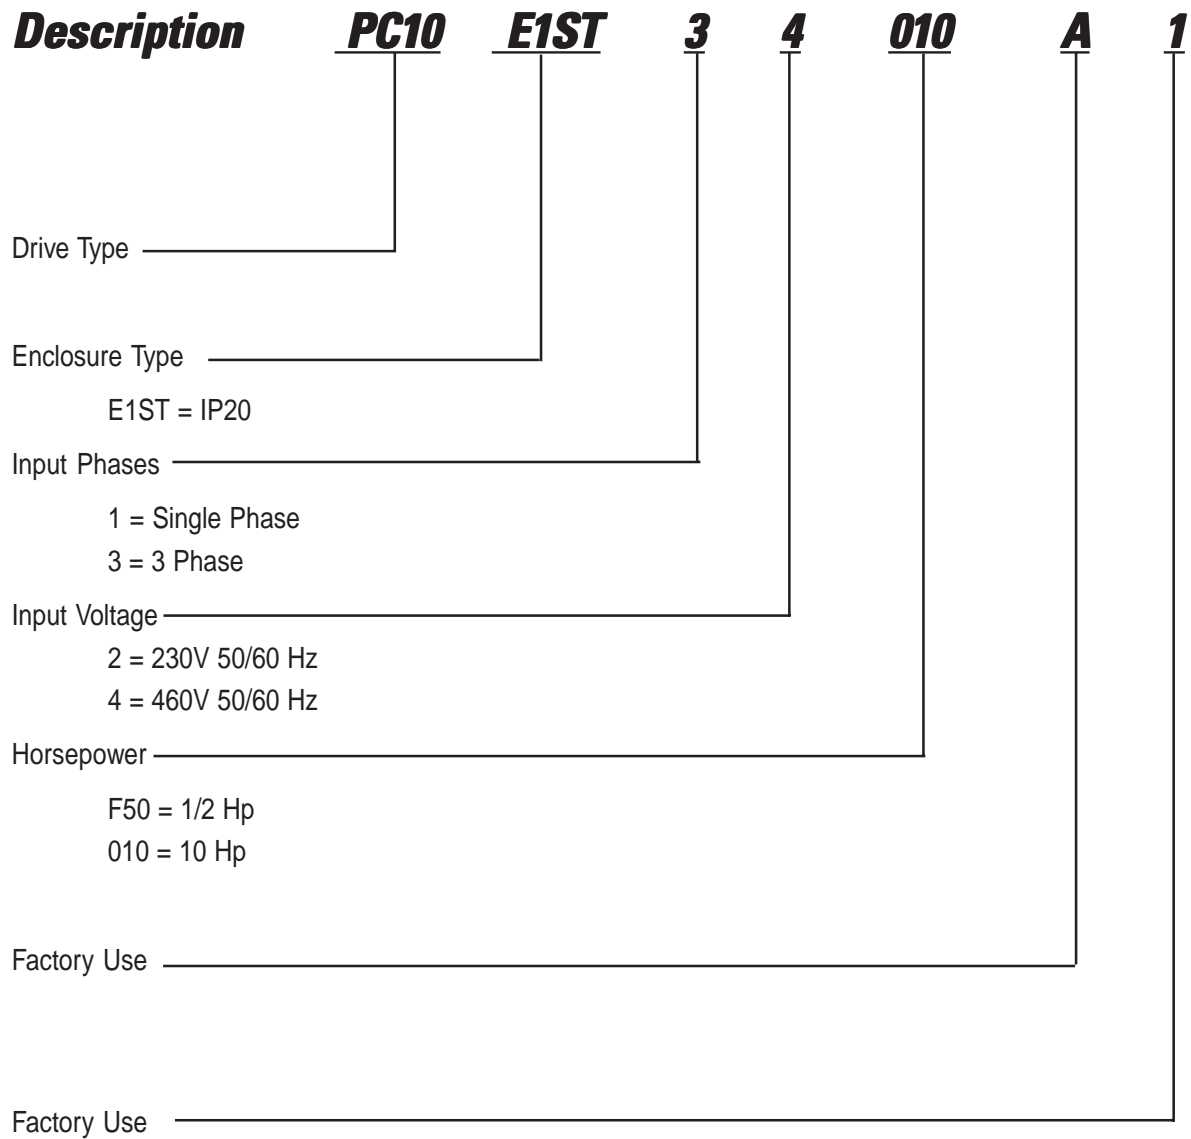 Description PC10 E1ST 3 4 010 A 1
Drive Type
Enclosure Type
E1ST = IP20
Input Phases
1 = Single Phase
3 = 3 Phase
Input Voltage
2 = 230V 50/60 Hz
4 = 460V 50/60 Hz
Horsepower
F50 = 1/2 Hp
010 = 10 Hp
Factory Use
Factory Use